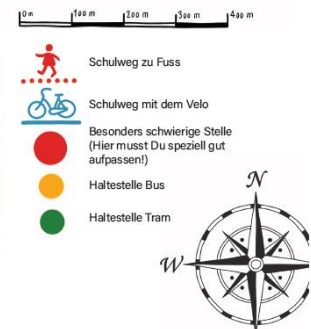 0 m 100 m 200 m 300 m 400 m
Schulweg zu Fuss
Schulweg mit dem Velo
Besonders schwierige Stelle
(Hier musst Du speziell gut
aufpassen!)
Haltestelle Bus
Haltestelle Tram
N
W